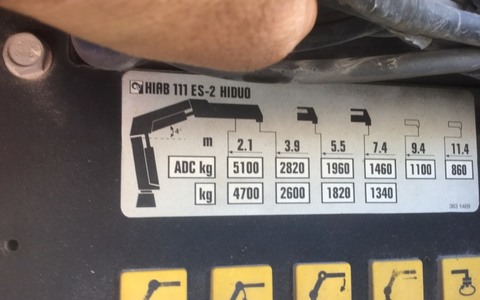 HIAB 111 ES-2 HIDUO
4°
m 2.1 3.9 5.5 7.4 9.4 11.4
ADC kg 5100 2820 1960 1460 1100 860
kg 4700 2600 1820 1340